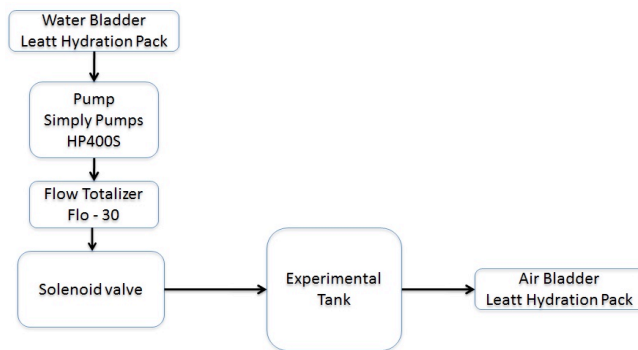 Water Bladder
Leatt Hydration Pack
Pump
Simply Pumps
HP400S
Flow Totalizer
Flo - 30
Solenoid valve
Experimental
Tank
Air Bladder
Leatt Hydration Pack